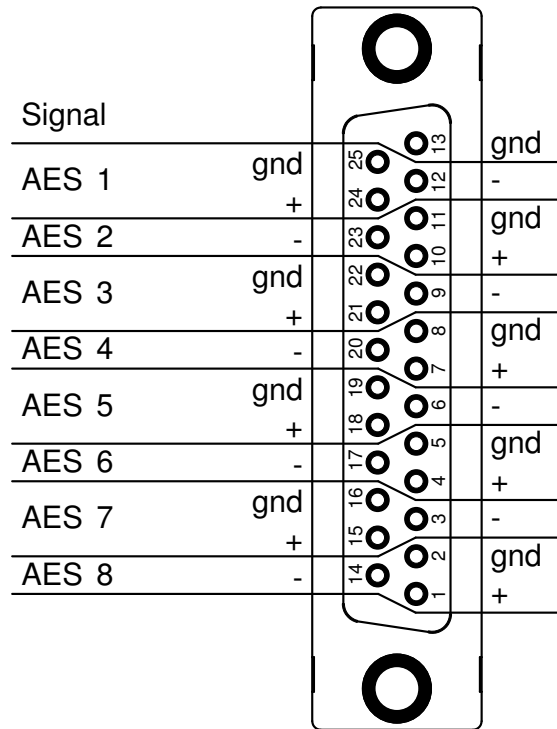 Signal
13 gnd
AES 1 gnd 25
12 -
+ 24
11 gnd
AES 2 - 23
10 +
AES 3 gnd 22
9 -
+ 21
8 gnd
AES 4 - 20
7 +
AES 5 gnd 19
6 -
+ 18
5 gnd
AES 6 - 17
4 +
AES 7 gnd 16
3 -
+ 15
2 gnd
AES 8 - 14
1 +